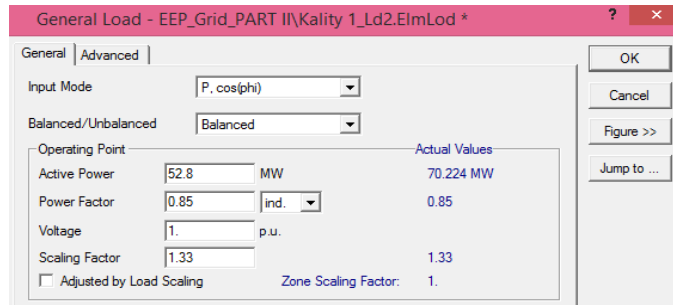 General Load - EEP_Grid_PART II\Kality 1_Ld2.ElmLod * ? x
General Advanced OK
Input Mode P, cos(phi) Cancel
Balanced/Unbalanced Balanced Figure >>
Operating Point Actual Values
Active Power 52.8 MW 70.224 MW Jump to ...
Power Factor 0.85 ind. 0.85
Voltage 1. p.u.
Scaling Factor 1.33 1.33
Adjusted by Load Scaling Zone Scaling Factor: 1.